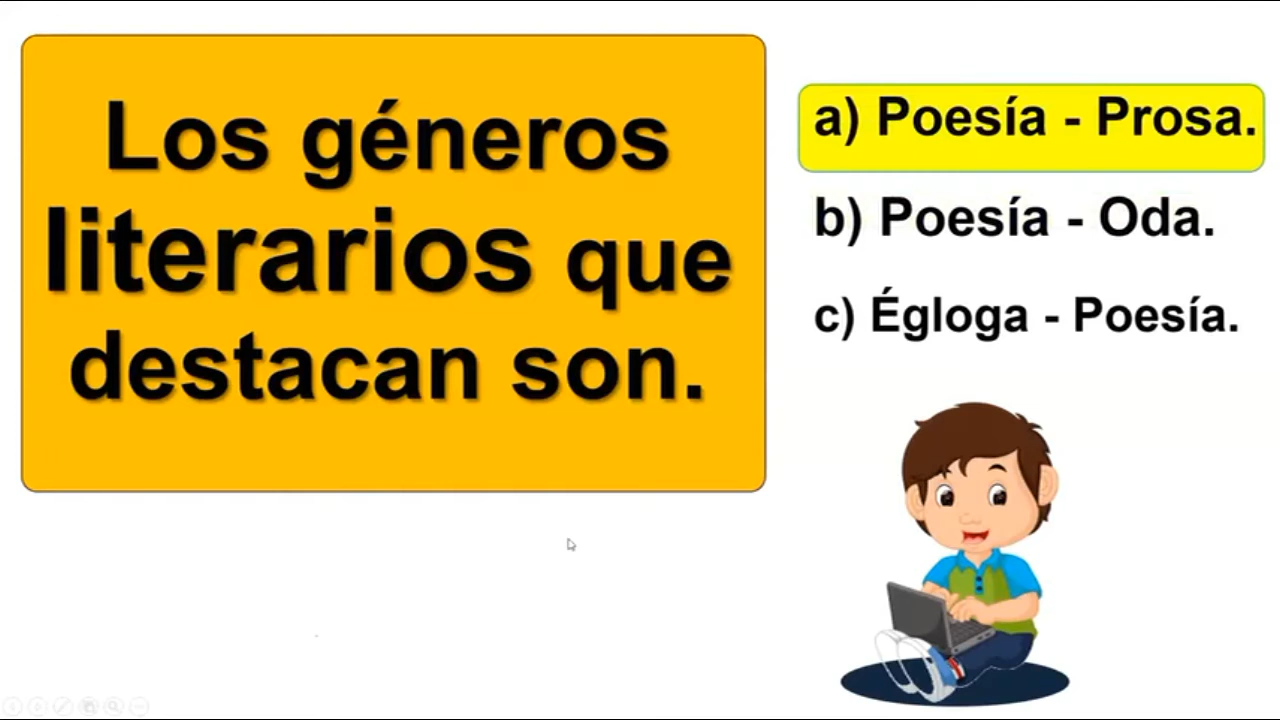 Los géneros
literarios que
destacan son.
a) Poesía - Prosa.
b) Poesía - Oda.
c) Égloga - Poesía.